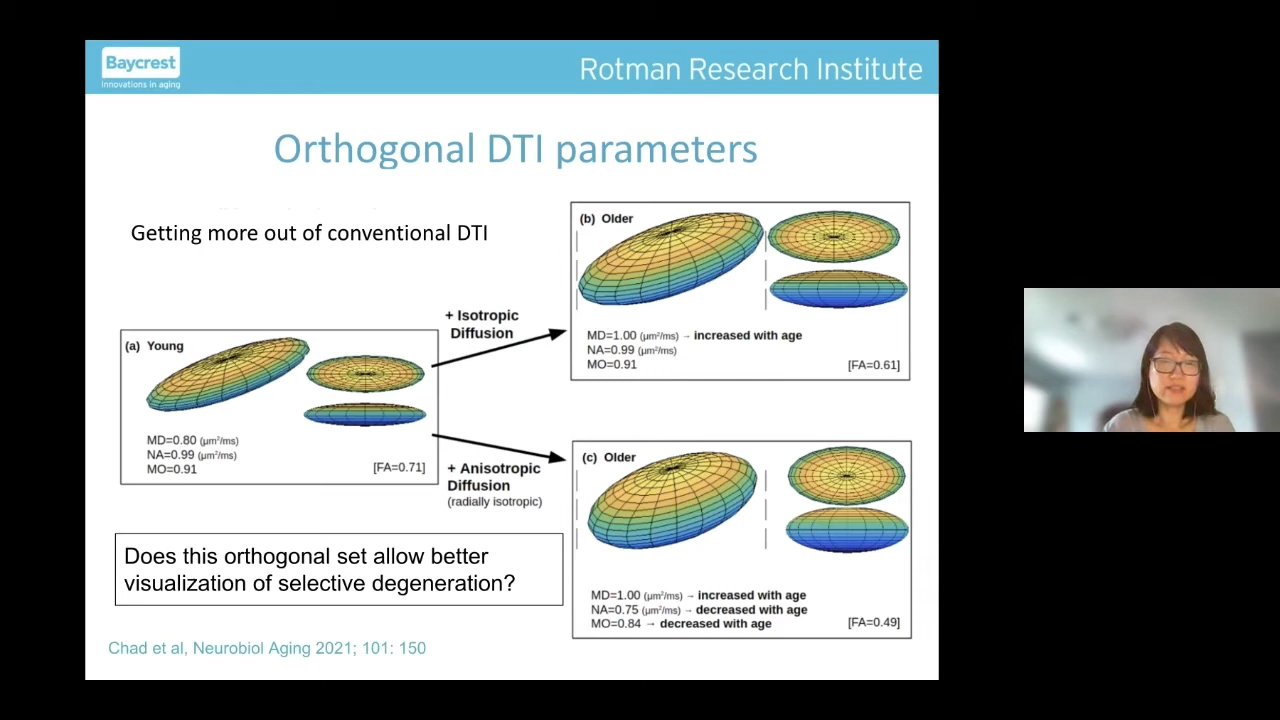 Baycrest
Innovations in aging
Rotman Research Institute
Orthogonal DTI parameters
Getting more out of conventional DTI
(a) Young
MD=0.80 (μm²/ms)
NA=0.99 (μm²/ms)
MO=0.91
[FA=0.71]
+ Isotropic
Diffusion
(b) Older
MD=1.00 (μm²/ms) → increased with age
NA=0.99 (μm²/ms)
MO=0.91
[FA=0.61]
+ Anisotropic
Diffusion
(radially isotropic)
(c) Older
MD=1.00 (μm²/ms) → increased with age
NA=0.75 (μm²/ms) → decreased with age
MO=0.84 → decreased with age
[FA=0.49]
Does this orthogonal set allow better
visualization of selective degeneration?
Chad et al, Neurobiol Aging 2021; 101: 150